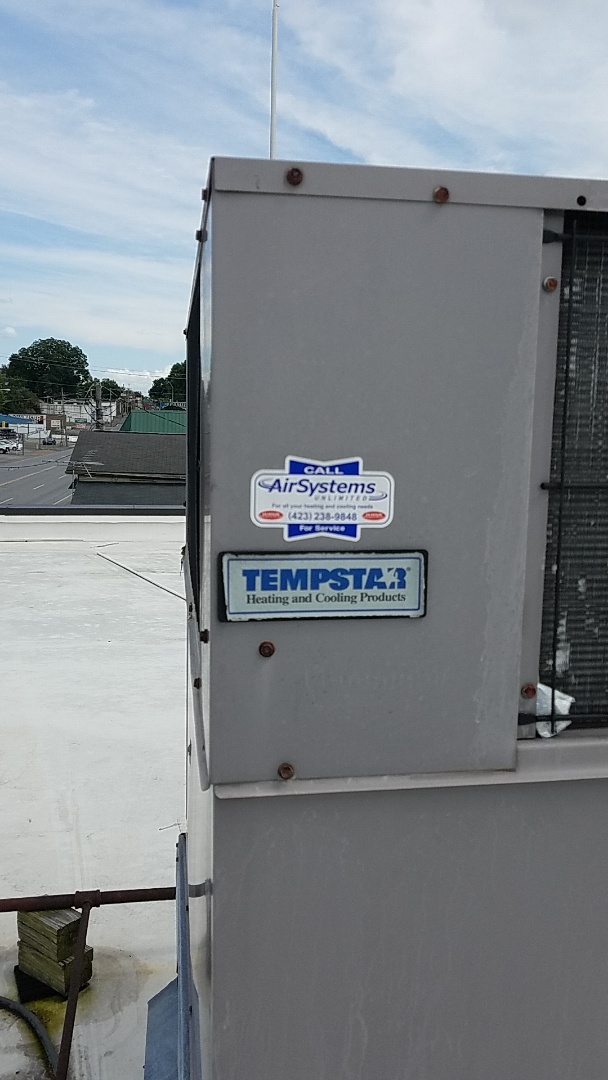 CALL
AirSystems
UNLIMITED
For all your heating and cooling needs
(423) 238-9848
For Service
TEMPSTAR®
Heating and Cooling Products